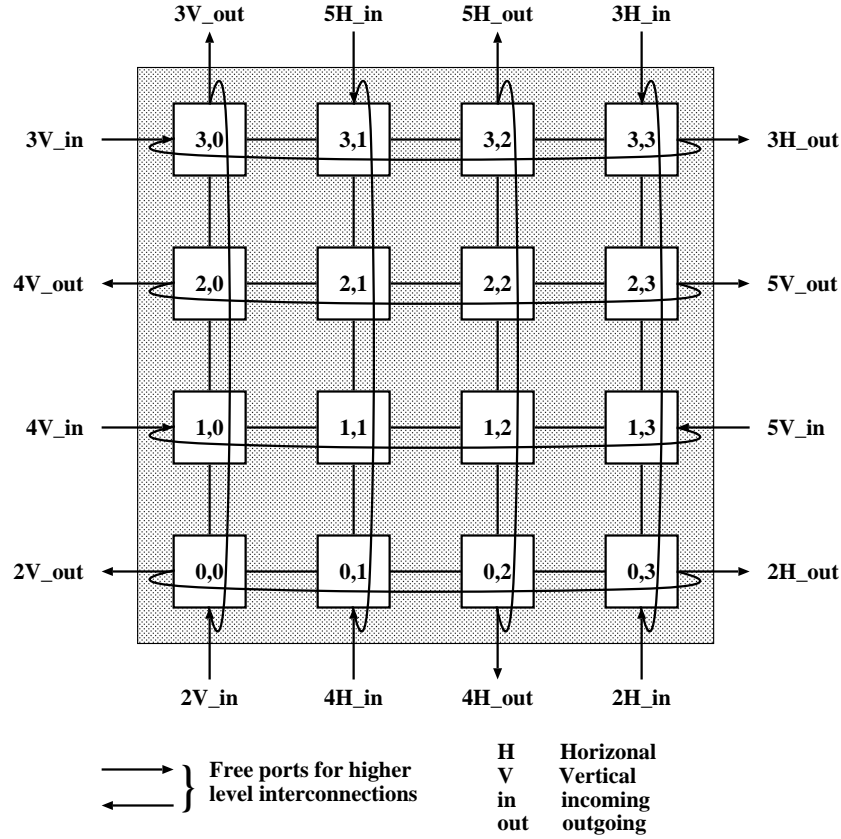 3V_out 5H_in 5H_out 3H_in
3V_in 3,0 3,1 3,2 3,3 3H_out
4V_out 2,0 2,1 2,2 2,3 5V_out
4V_in 1,0 1,1 1,2 1,3 5V_in
2V_out 0,0 0,1 0,2 0,3 2H_out
2V_in 4H_in 4H_out 2H_in
Free ports for higher
level interconnections
H Horizonal
V Vertical
in incoming
out outgoing